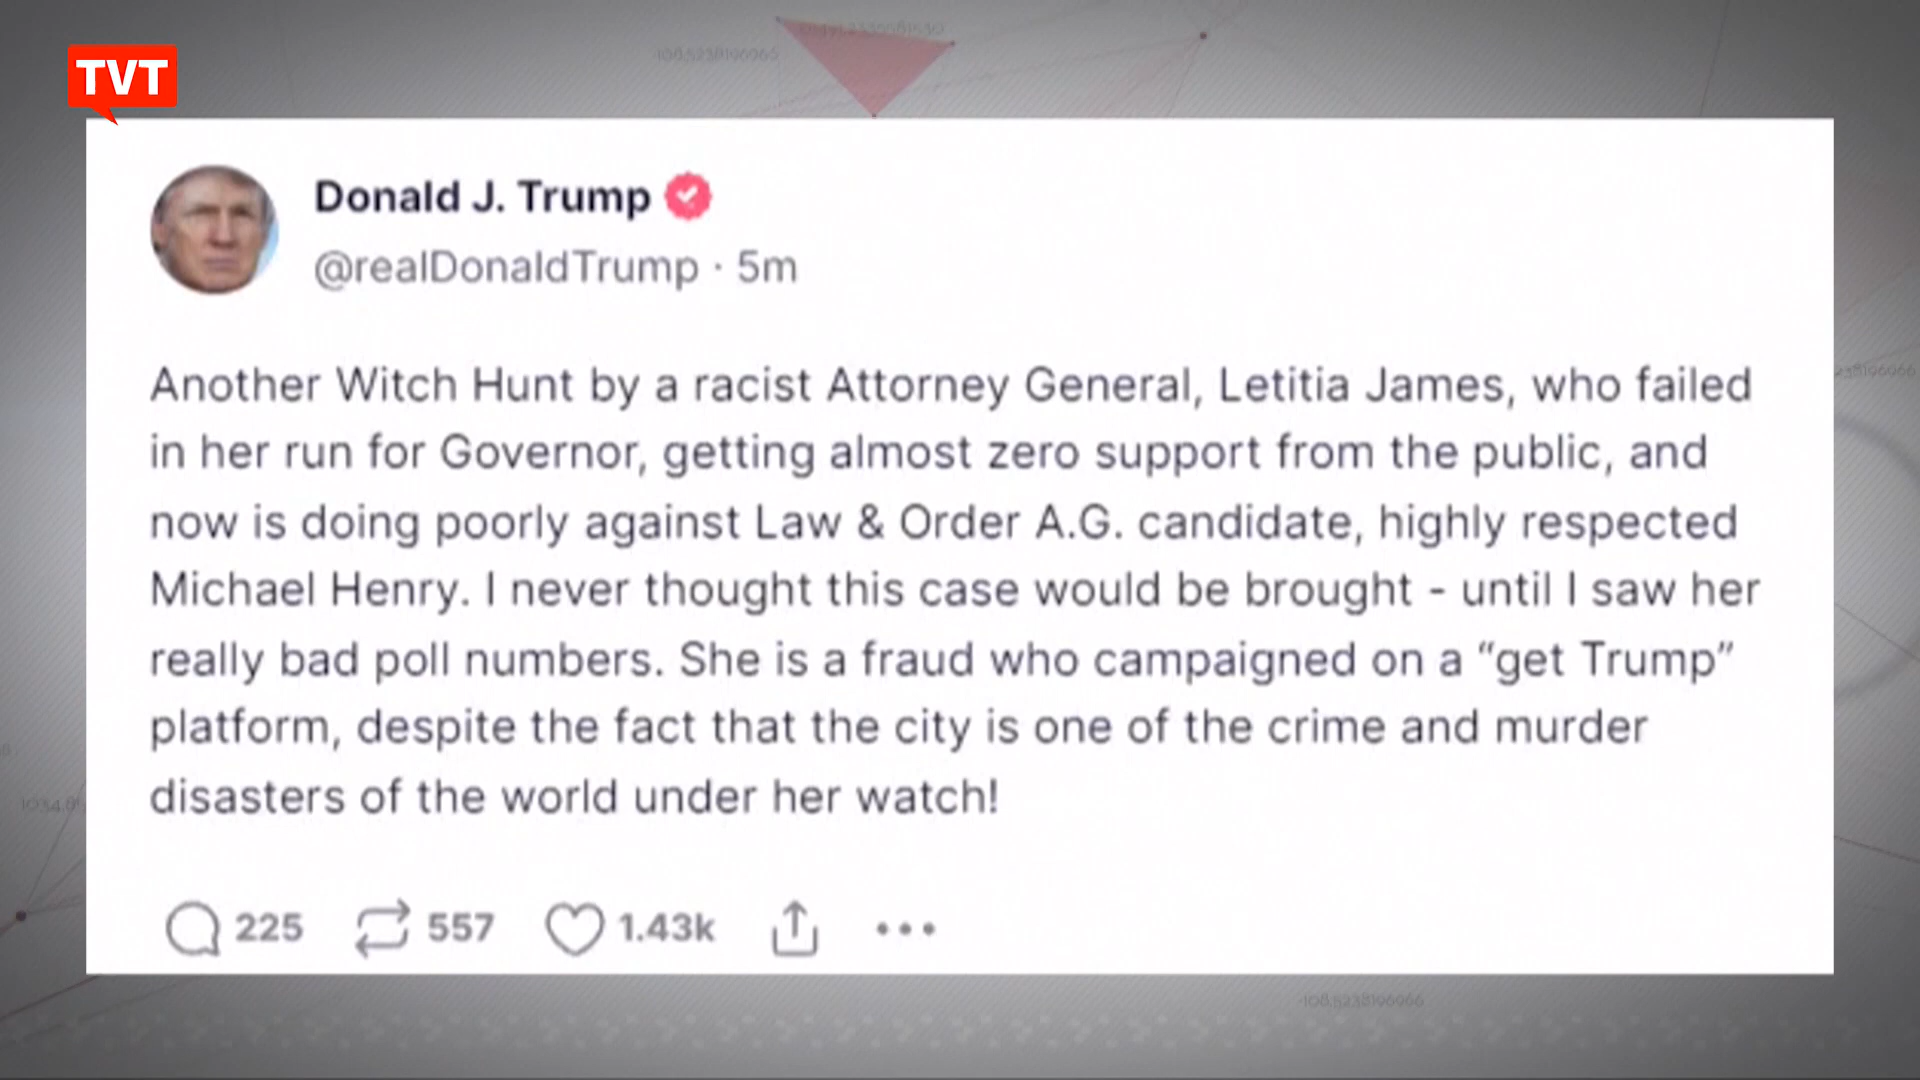 -108.5238196965
TVT
Donald J. Trump
@realDonaldTrump · 5m
Another Witch Hunt by a racist Attorney General, Letitia James, who failed
in her run for Governor, getting almost zero support from the public, and
now is doing poorly against Law & Order A.G. candidate, highly respected
Michael Henry. I never thought this case would be brought - until I saw her
really bad poll numbers. She is a fraud who campaigned on a “get Trump”
platform, despite the fact that the city is one of the crime and murder
disasters of the world under her watch!
225 557 1.43k
-108.5238196966